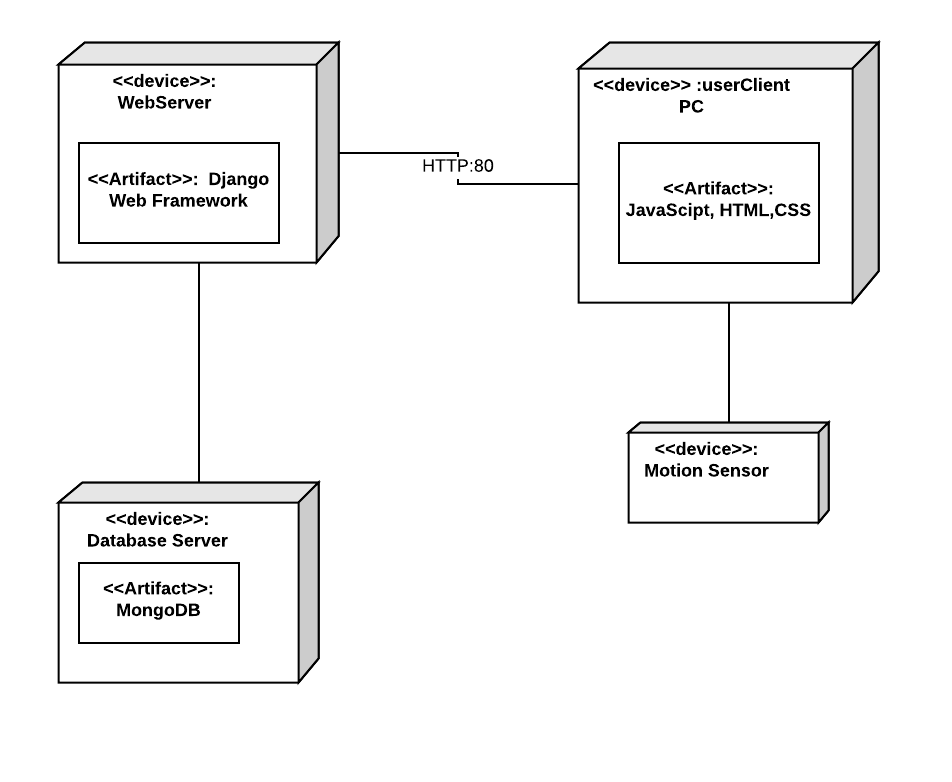 <<device>>:
WebServer
<<Artifact>>:  Django
Web Framework
HTTP:80
<<device>> :userClient
PC
<<Artifact>>:
JavaScipt, HTML,CSS
<<device>>:
Motion Sensor
<<device>>:
Database Server
<<Artifact>>:
MongoDB